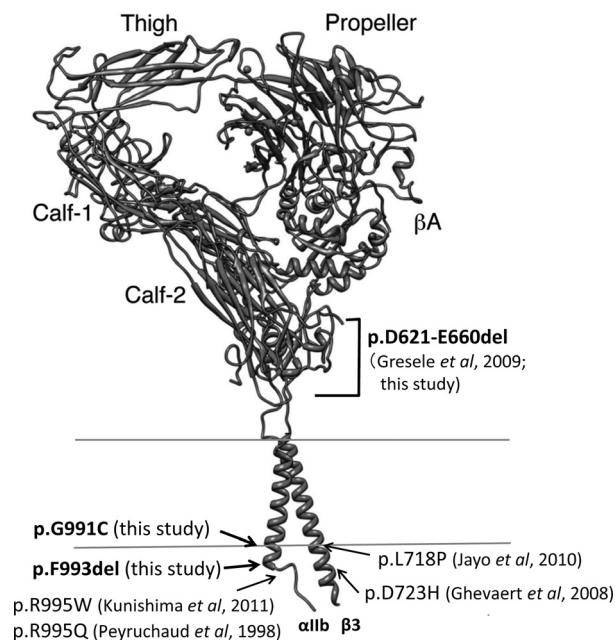 Thigh
Propeller
Calf-1
βA
Calf-2
p.D621-E660del
(Gresele et al, 2009;
this study)
p.G991C (this study)
p.F993del (this study)
p.L718P (Jayo et al, 2010)
p.R995W (Kunishima et al, 2011)
p.D723H (Ghevaert et al, 2008)
p.R995Q (Peyruchaud et al, 1998)
αIIb β3